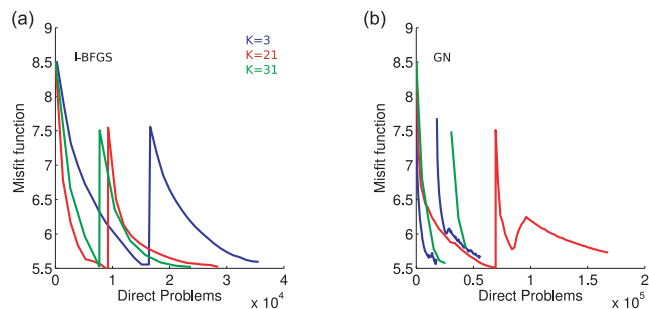 (a)
l-BFGS
K=3
K=21
K=31
Misfit function
9
8.5
8
7.5
7
6.5
6
5.5
0
1
2
3
4
x 10^4
Direct Problems
(b)
GN
Misfit function
9
8.5
8
7.5
7
6.5
6
5.5
0
0.5
1
1.5
2
x 10^5
Direct Problems